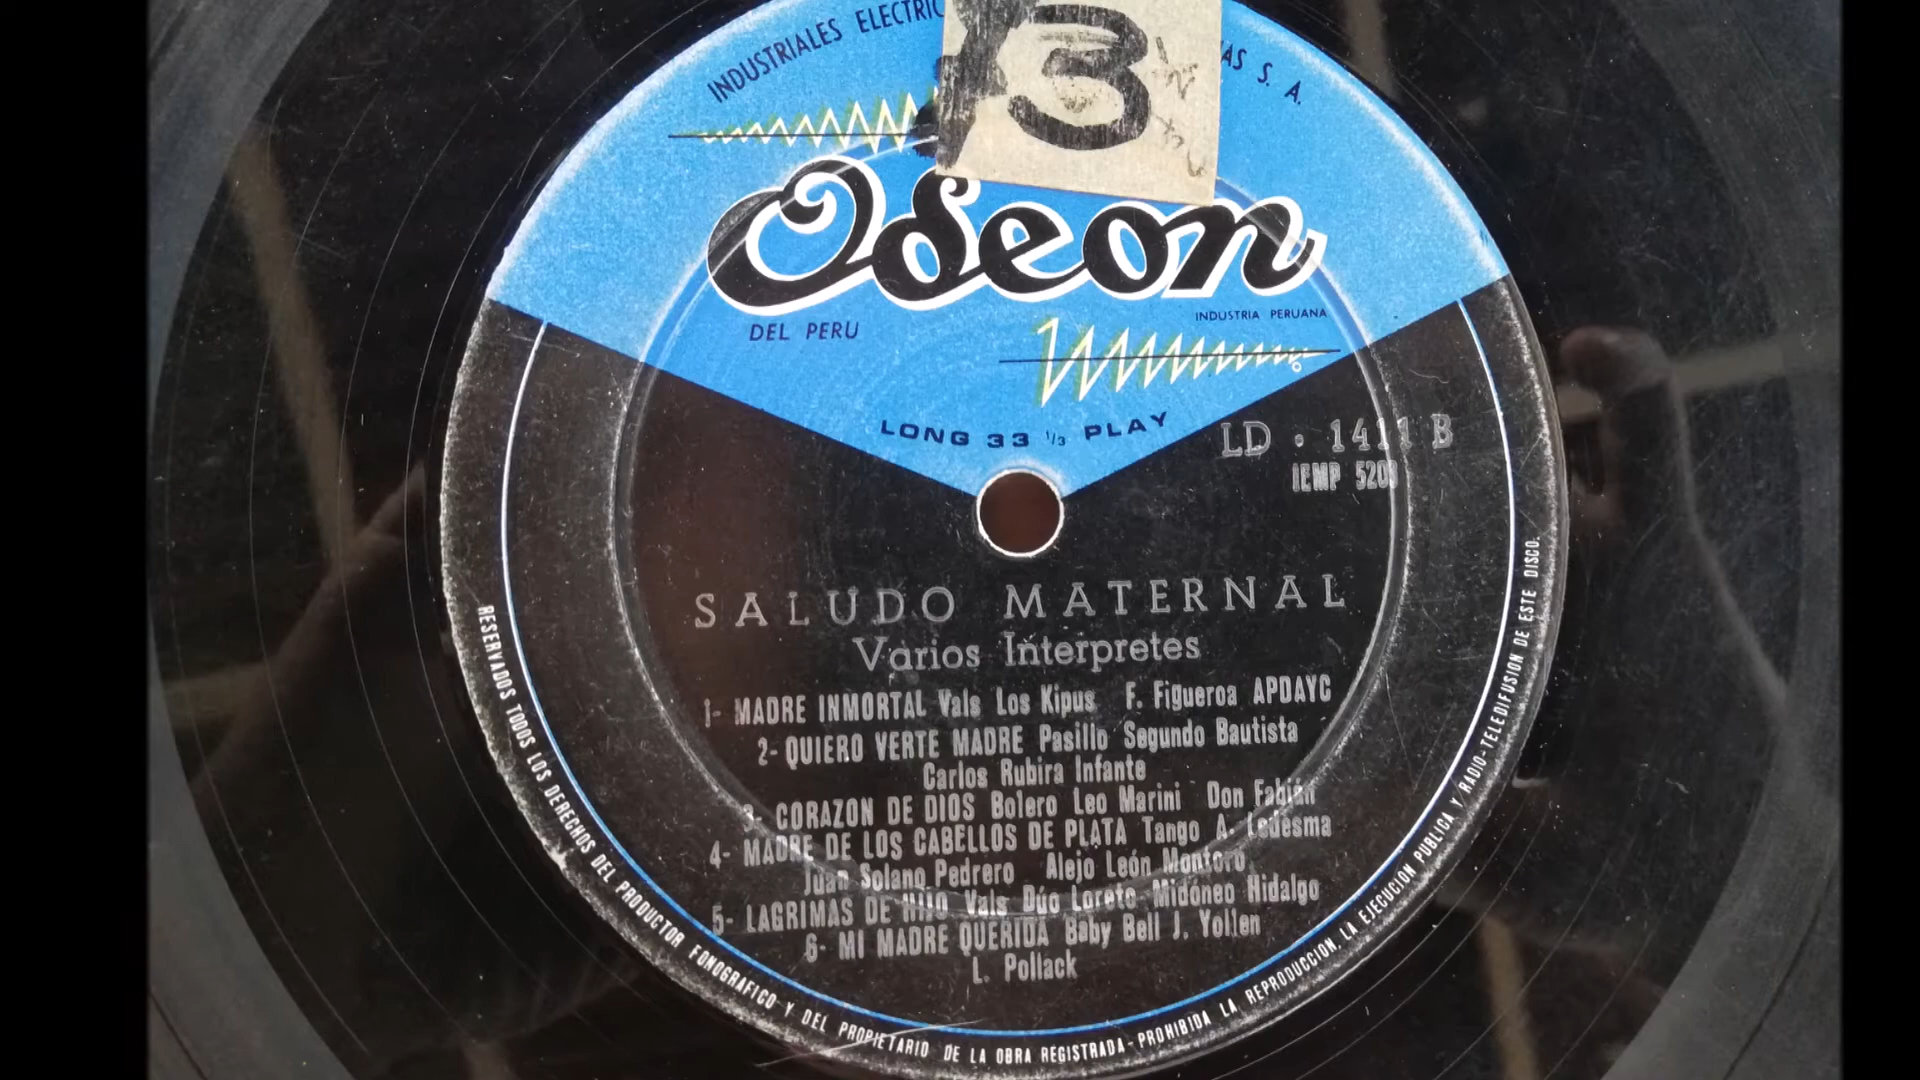 INDUSTRIALES ELECTRIC
AS S. A.
3
Odeon
DEL PERU
INDUSTRIA PERUANA
LONG 33 1/3 PLAY
LD • 1411 B
IEMP
SALUDO MATERNAL
Varios Interpretes
1- MADRE INMORTAL Vals Los Kipus F. Figueroa APDAYC
2- QUIERO VERTE MADRE Pasillo Segundo Bautista
Carlos Rubira Infante
3- CORAZON DE DIOS Bolero Leo Marini Don Fabián
4- MADRE DE LOS CABELLOS DE PLATA Tango A. Ledesma
Juan Solano Pedrero Alejo León Montoro
5- LAGRIMAS DE HIJO Vals Dúo Loreto Midóneo Hidalgo
6- MI MADRE QUERIDA Baby Bell J. Yollen
L. Pollack
RESERVADOS TODOS LOS DERECHOS DEL PRODUCTOR FONOGRAFICO Y DEL PROPIETARIO DE LA OBRA REGISTRADA-PROHIBIDA LA REPRODUCCION, LA EJECUCION PUBLICA Y RADIO-TELEDIFUSION DE ESTE DISCO.